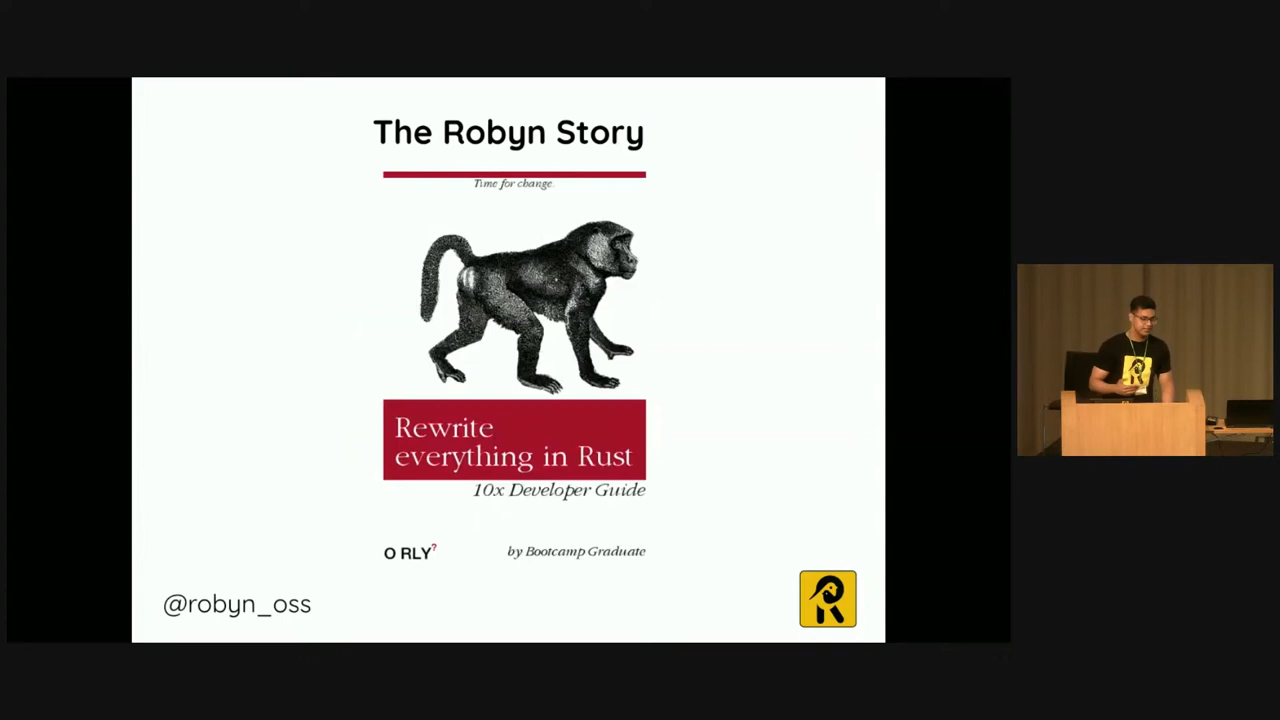 The Robyn Story
Time for change.
Rewrite
everything in Rust
10x Developer Guide
O RLY?
by Bootcamp Graduate
@robyn_oss
R
R